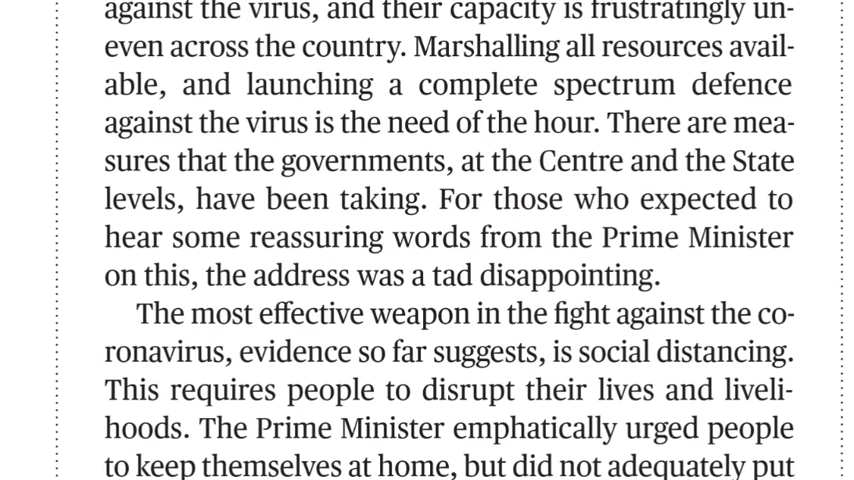 against the virus, and their capacity is frustratingly un-
even across the country. Marshalling all resources avail-
able, and launching a complete spectrum defence
against the virus is the need of the hour. There are mea-
sures that the governments, at the Centre and the State
levels, have been taking. For those who expected to
hear some reassuring words from the Prime Minister
on this, the address was a tad disappointing.
The most effective weapon in the fight against the co-
ronavirus, evidence so far suggests, is social distancing.
This requires people to disrupt their lives and liveli-
hoods. The Prime Minister emphatically urged people
to keep themselves at home, but did not adequately put